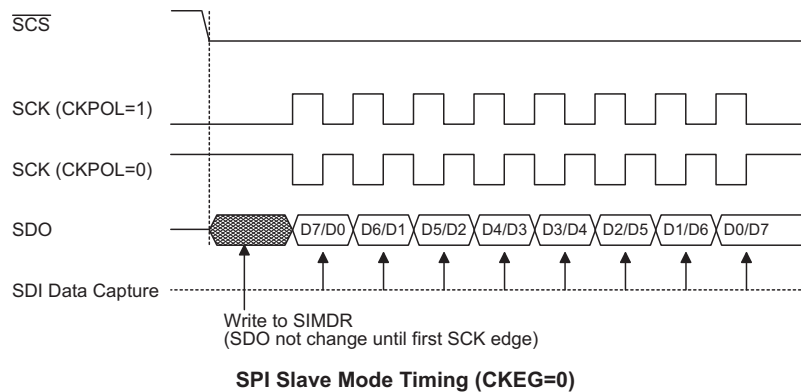 SCS
SCK (CKPOL=1)
SCK (CKPOL=0)
SDO
D7/D0 D6/D1 D5/D2 D4/D3 D3/D4 D2/D5 D1/D6 D0/D7
SDI Data Capture
Write to SIMDR
(SDO not change until first SCK edge)
SPI Slave Mode Timing (CKEG=0)